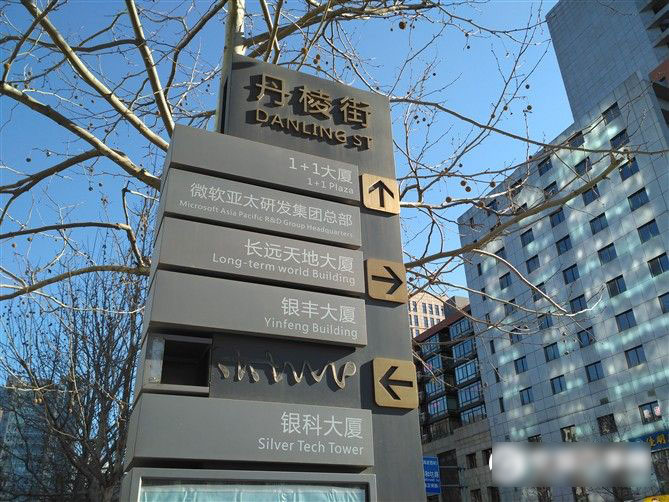 丹棱街
DANLING ST
1+1大厦
1+1 Plaza
微软亚太研发集团总部
Microsoft Asia Pacific R&D Group Headquarters
长远天地大厦
Long-term world Building
银丰大厦
Yinfeng Building
银科大厦
Silver Tech Tower